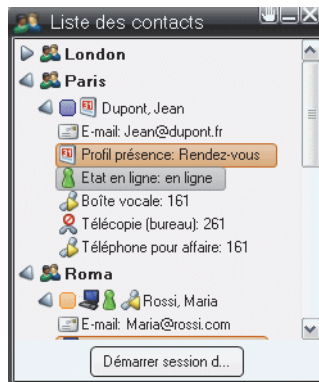 Liste des contacts
London
Paris
Dupont, Jean
E-mail: Jean@dupont.fr
Profil présence: Rendez-vous
Etat en ligne: en ligne
Boîte vocale: 161
Télécopie (bureau): 261
Téléphone pour affaire: 161
Roma
Rossi, Maria
E-mail: Maria@rossi.com
Démarrer session d...